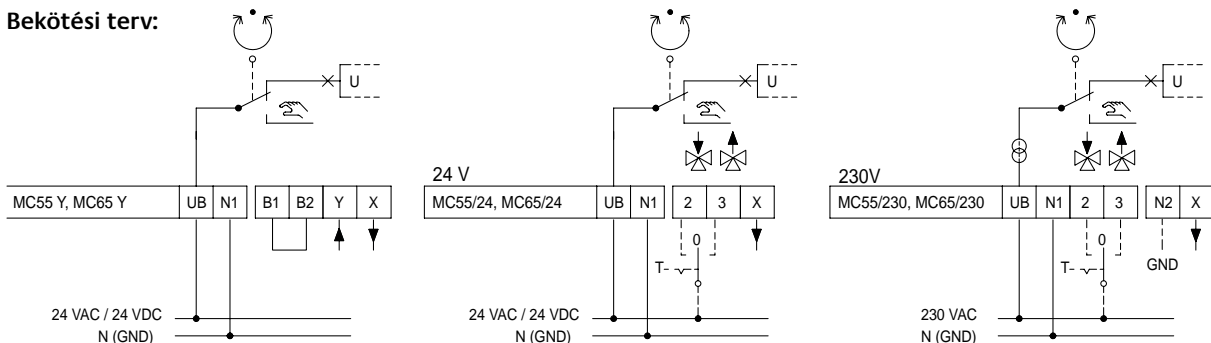 Bekötési terv:
U
MC55 Y, MC65 Y UB N1 B1 B2 Y X
24 VAC / 24 VDC
N (GND)
U
24 V
MC55/24, MC65/24 UB N1 2 3 X
0
T
24 VAC / 24 VDC
N (GND)
U
230V
MC55/230, MC65/230 UB N1 2 3 N2 X
0
T
GND
230 VAC
N (GND)